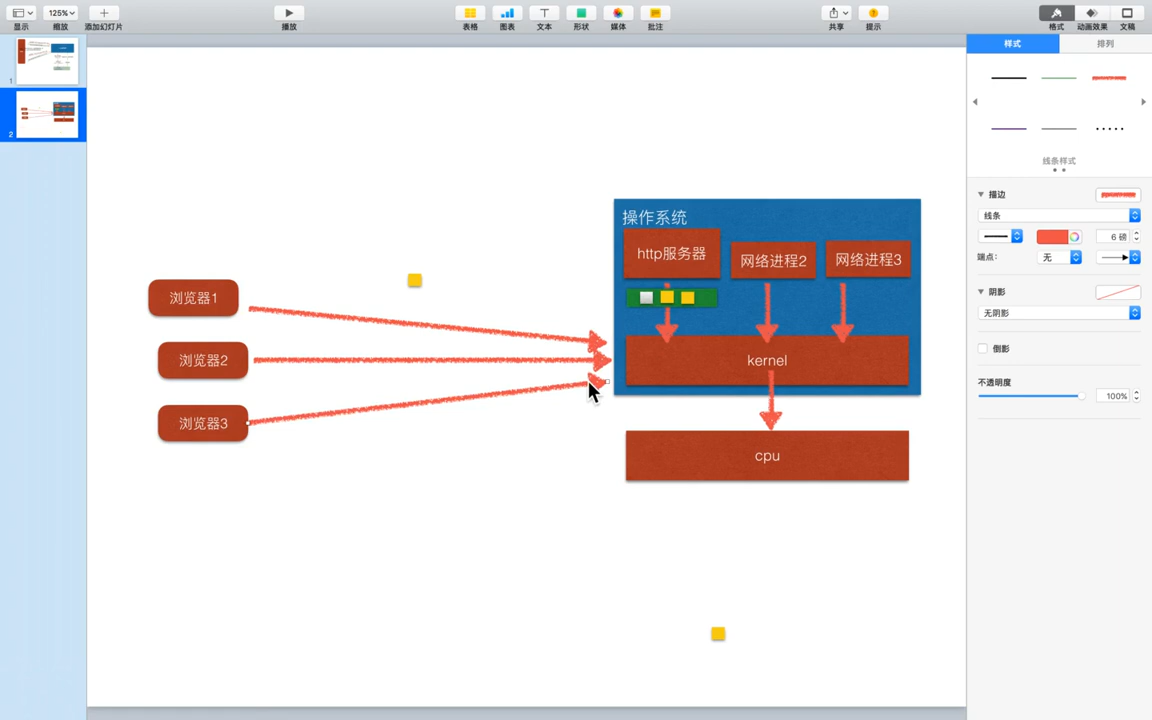 125%
显示
缩放
添加幻灯片
播放
表格
图表
文本
形状
媒体
批注
共享
提示
格式
动画效果
文稿
样式
排列
1
2
线条样式
描边
线条
6 磅
端点:
无
阴影
无阴影
倒影
不透明度
100%
操作系统
http服务器
网络进程2
网络进程3
浏览器1
浏览器2
浏览器3
kernel
cpu